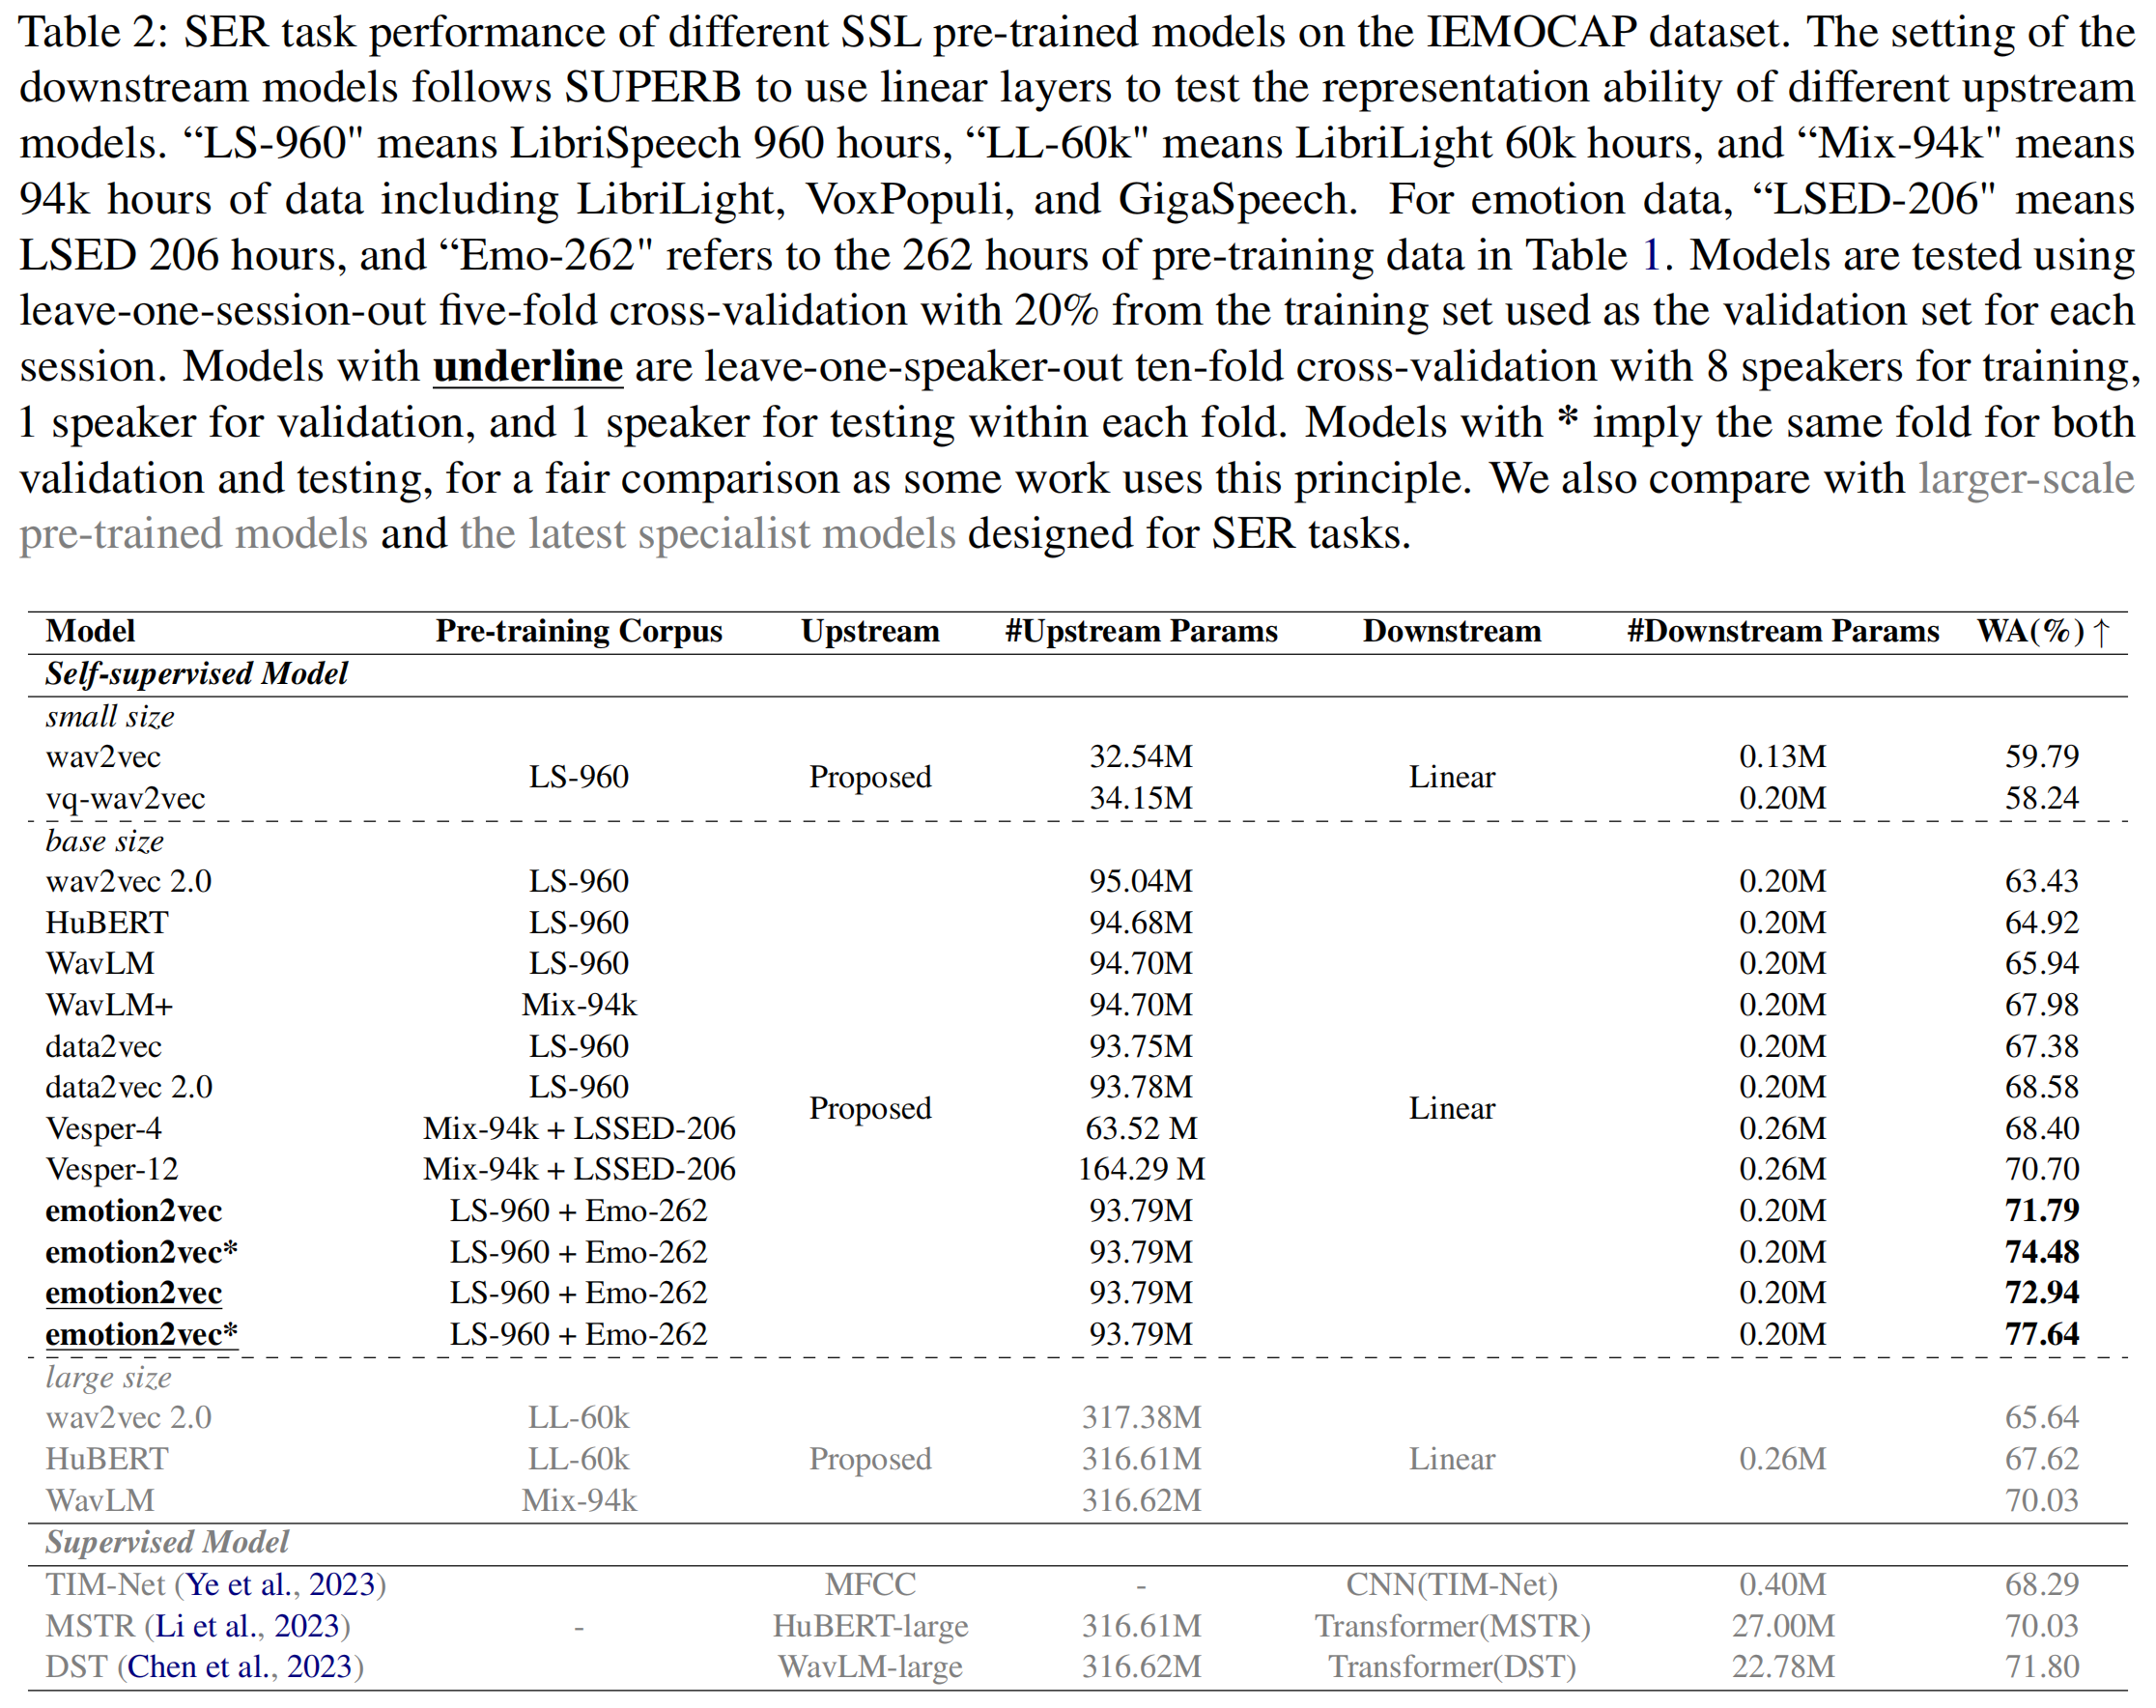 Table 2: SER task performance of different SSL pre-trained models on the IEMOCAP dataset. The setting of the
downstream models follows SUPERB to use linear layers to test the representation ability of different upstream
models. “LS-960" means LibriSpeech 960 hours, “LL-60k" means LibriLight 60k hours, and “Mix-94k" means
94k hours of data including LibriLight, VoxPopuli, and GigaSpeech. For emotion data, “LSED-206" means
LSED 206 hours, and “Emo-262" refers to the 262 hours of pre-training data in Table 1. Models are tested using
leave-one-session-out five-fold cross-validation with 20% from the training set used as the validation set for each
session. Models with underline are leave-one-speaker-out ten-fold cross-validation with 8 speakers for training,
1 speaker for validation, and 1 speaker for testing within each fold. Models with * imply the same fold for both
validation and testing, for a fair comparison as some work uses this principle. We also compare with larger-scale
pre-trained models and the latest specialist models designed for SER tasks.
Model Pre-training Corpus Upstream #Upstream Params Downstream #Downstream Params WA(%) ↑
Self-supervised Model
small size
wav2vec 32.54M 0.13M 59.79
LS-960 Proposed Linear
vq-wav2vec 34.15M 0.20M 58.24
base size
wav2vec 2.0 LS-960 95.04M 0.20M 63.43
HuBERT LS-960 94.68M 0.20M 64.92
WavLM LS-960 94.70M 0.20M 65.94
WavLM+ Mix-94k 94.70M 0.20M 67.98
data2vec LS-960 93.75M 0.20M 67.38
data2vec 2.0 LS-960 93.78M 0.20M 68.58
Proposed Linear
Vesper-4 Mix-94k + LSSED-206 63.52 M 0.26M 68.40
Vesper-12 Mix-94k + LSSED-206 164.29 M 0.26M 70.70
emotion2vec LS-960 + Emo-262 93.79M 0.20M 71.79
emotion2vec* LS-960 + Emo-262 93.79M 0.20M 74.48
emotion2vec LS-960 + Emo-262 93.79M 0.20M 72.94
emotion2vec* LS-960 + Emo-262 93.79M 0.20M 77.64
large size
wav2vec 2.0 LL-60k 317.38M 65.64
HuBERT LL-60k Proposed 316.61M Linear 0.26M 67.62
WavLM Mix-94k 316.62M 70.03
Supervised Model
TIM-Net (Ye et al., 2023) MFCC - CNN(TIM-Net) 0.40M 68.29
MSTR (Li et al., 2023) - HuBERT-large 316.61M Transformer(MSTR) 27.00M 70.03
DST (Chen et al., 2023) WavLM-large 316.62M Transformer(DST) 22.78M 71.80